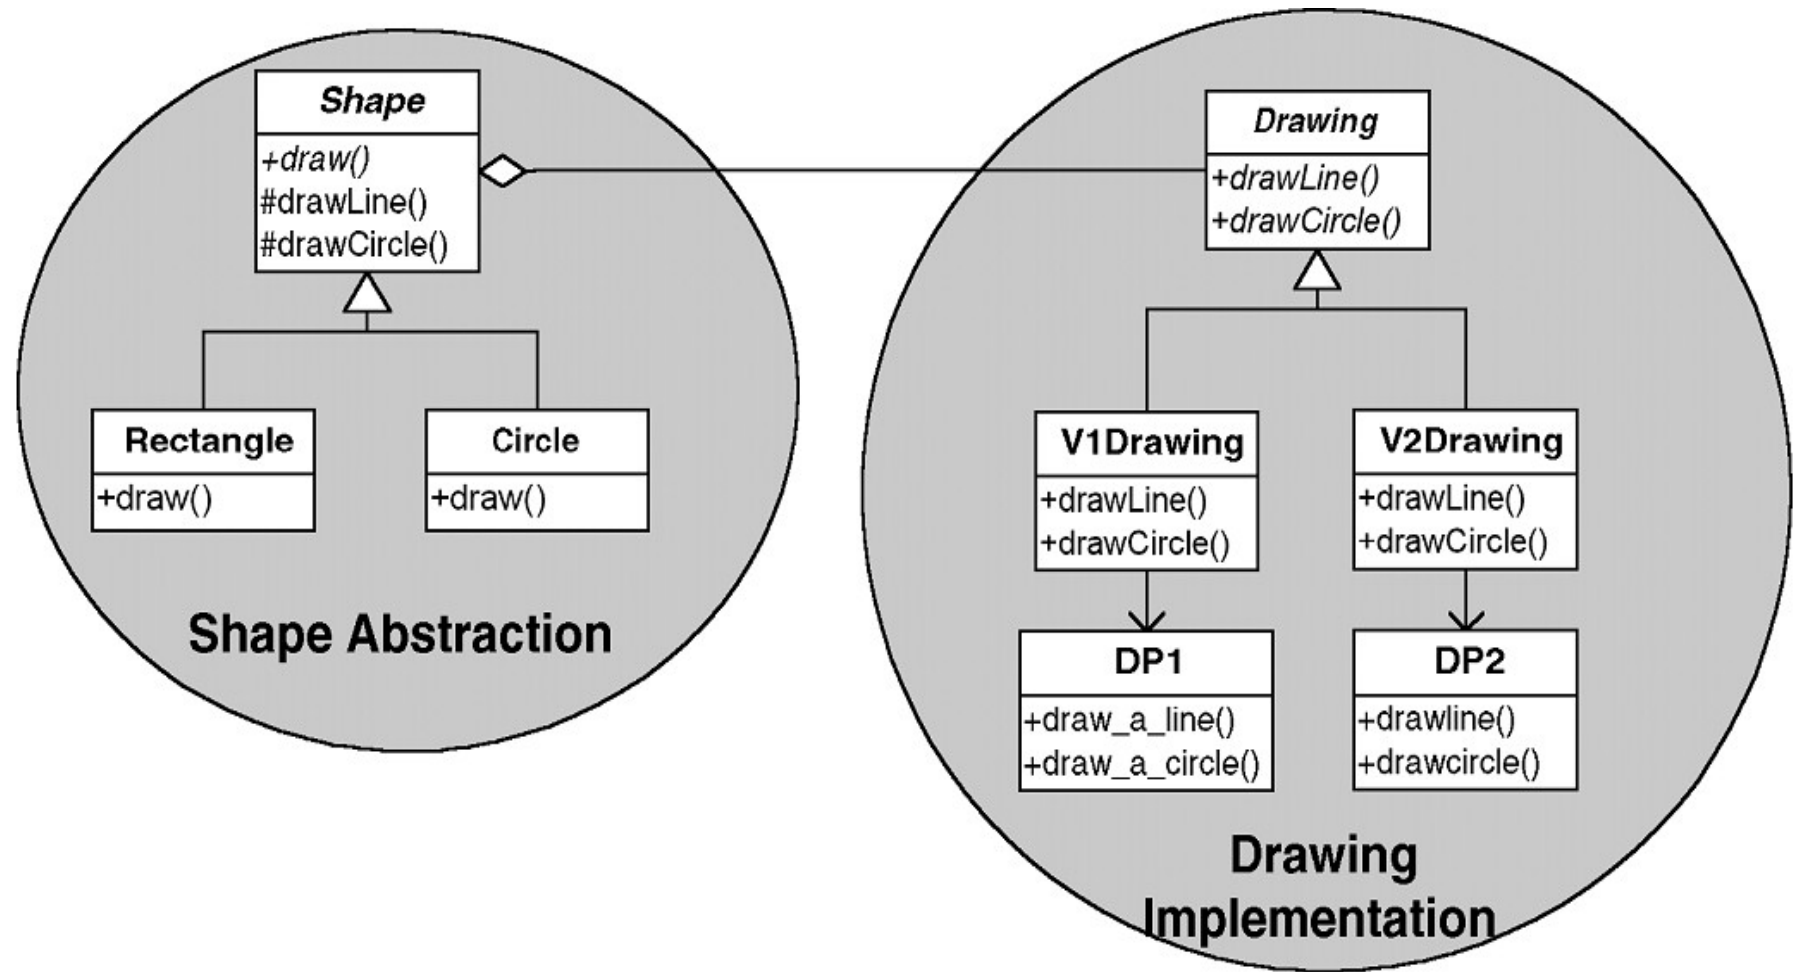 Shape
+draw()
#drawLine()
#drawCircle()
Rectangle
+draw()
Circle
+draw()
Shape Abstraction
Drawing
+drawLine()
+drawCircle()
V1Drawing
+drawLine()
+drawCircle()
V2Drawing
+drawLine()
+drawCircle()
DP1
+draw_a_line()
+draw_a_circle()
DP2
+drawline()
+drawcircle()
Drawing
Implementation